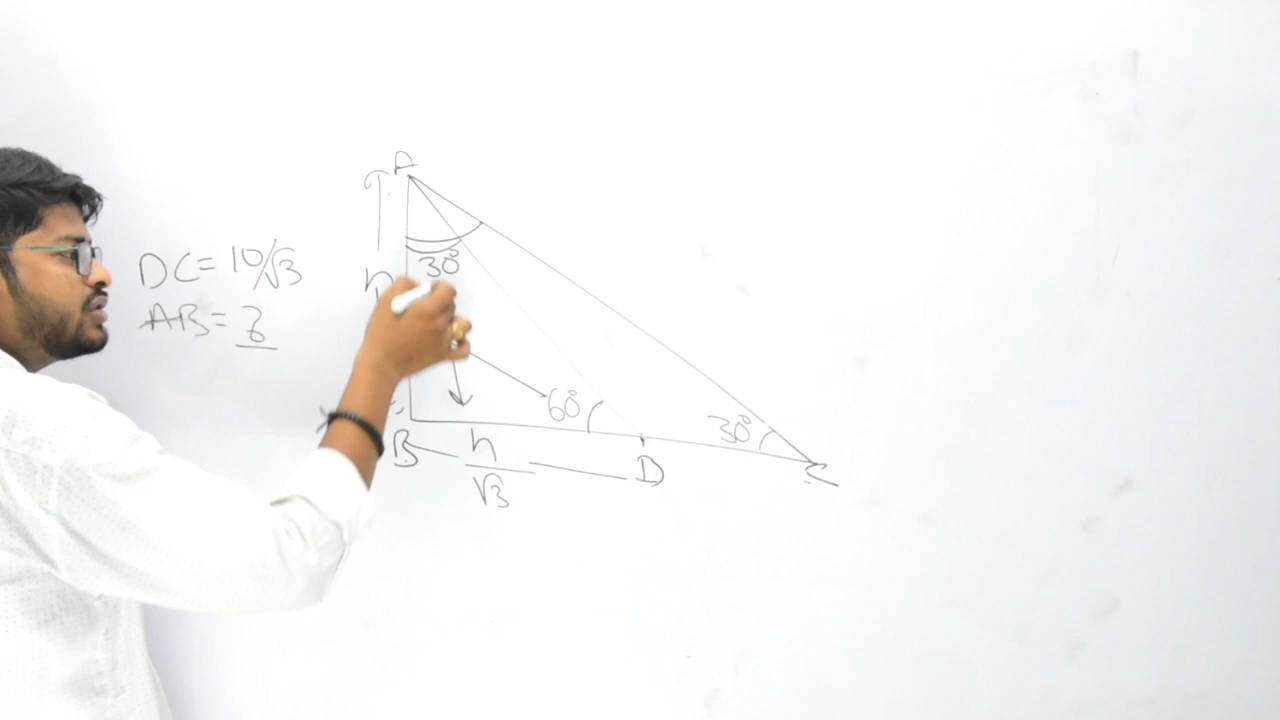 A
DC = 10/√3
30°
h
AB = ?
60°
30°
B
h
√3
D
C